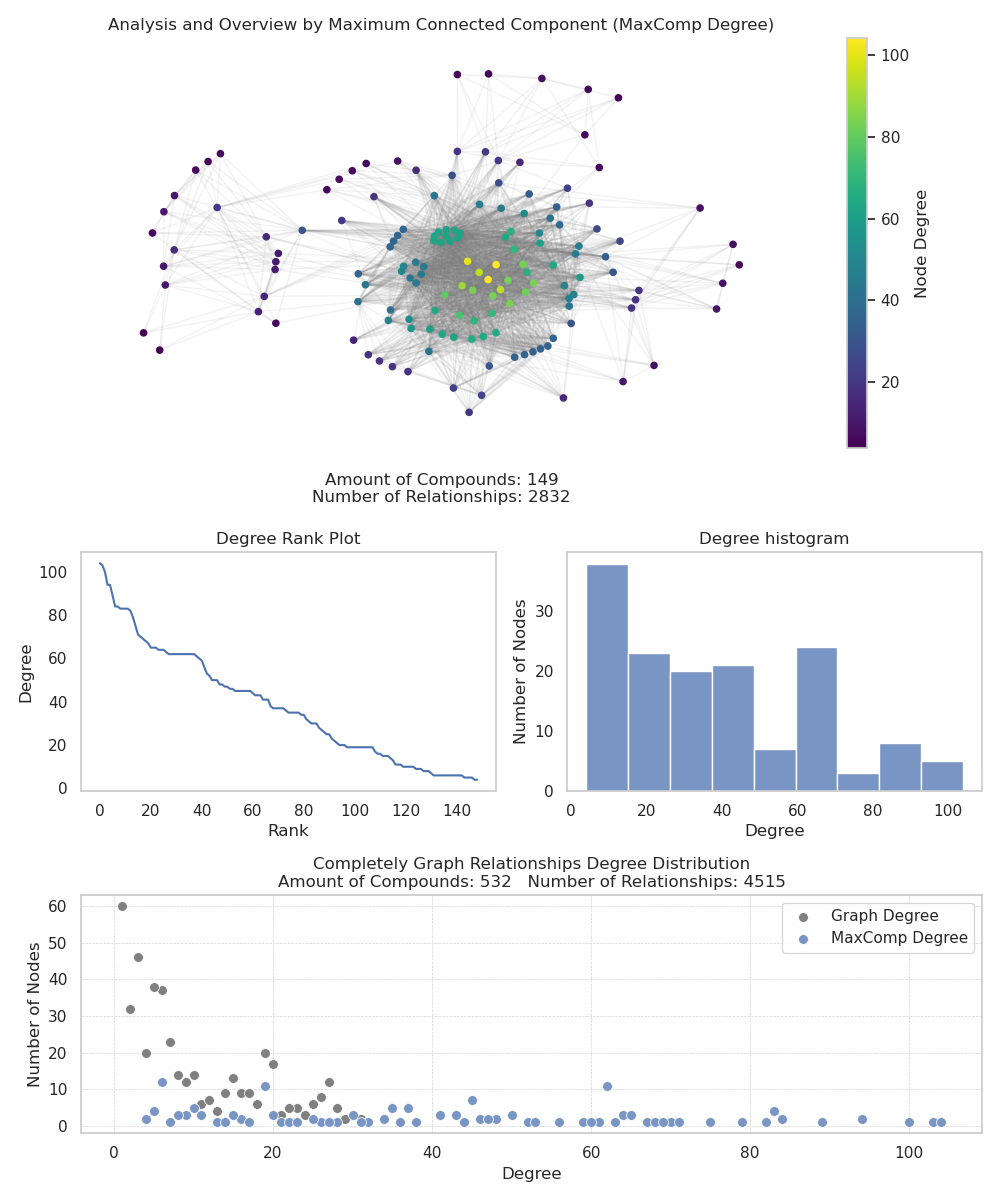 Analysis and Overview by Maximum Connected Component (MaxComp Degree)
100
80
60
40
20
Node Degree
Amount of Compounds: 149
Number of Relationships: 2832
Degree Rank Plot
100
80
60
40
20
0
Degree
0 20 40 60 80 100 120 140
Rank
Degree histogram
30
20
10
0
Number of Nodes
0 20 40 60 80 100
Degree
Completely Graph Relationships Degree Distribution
Amount of Compounds: 532 Number of Relationships: 4515
60
50
40
30
20
10
0
Number of Nodes
Graph Degree
MaxComp Degree
0 20 40 60 80 100
Degree